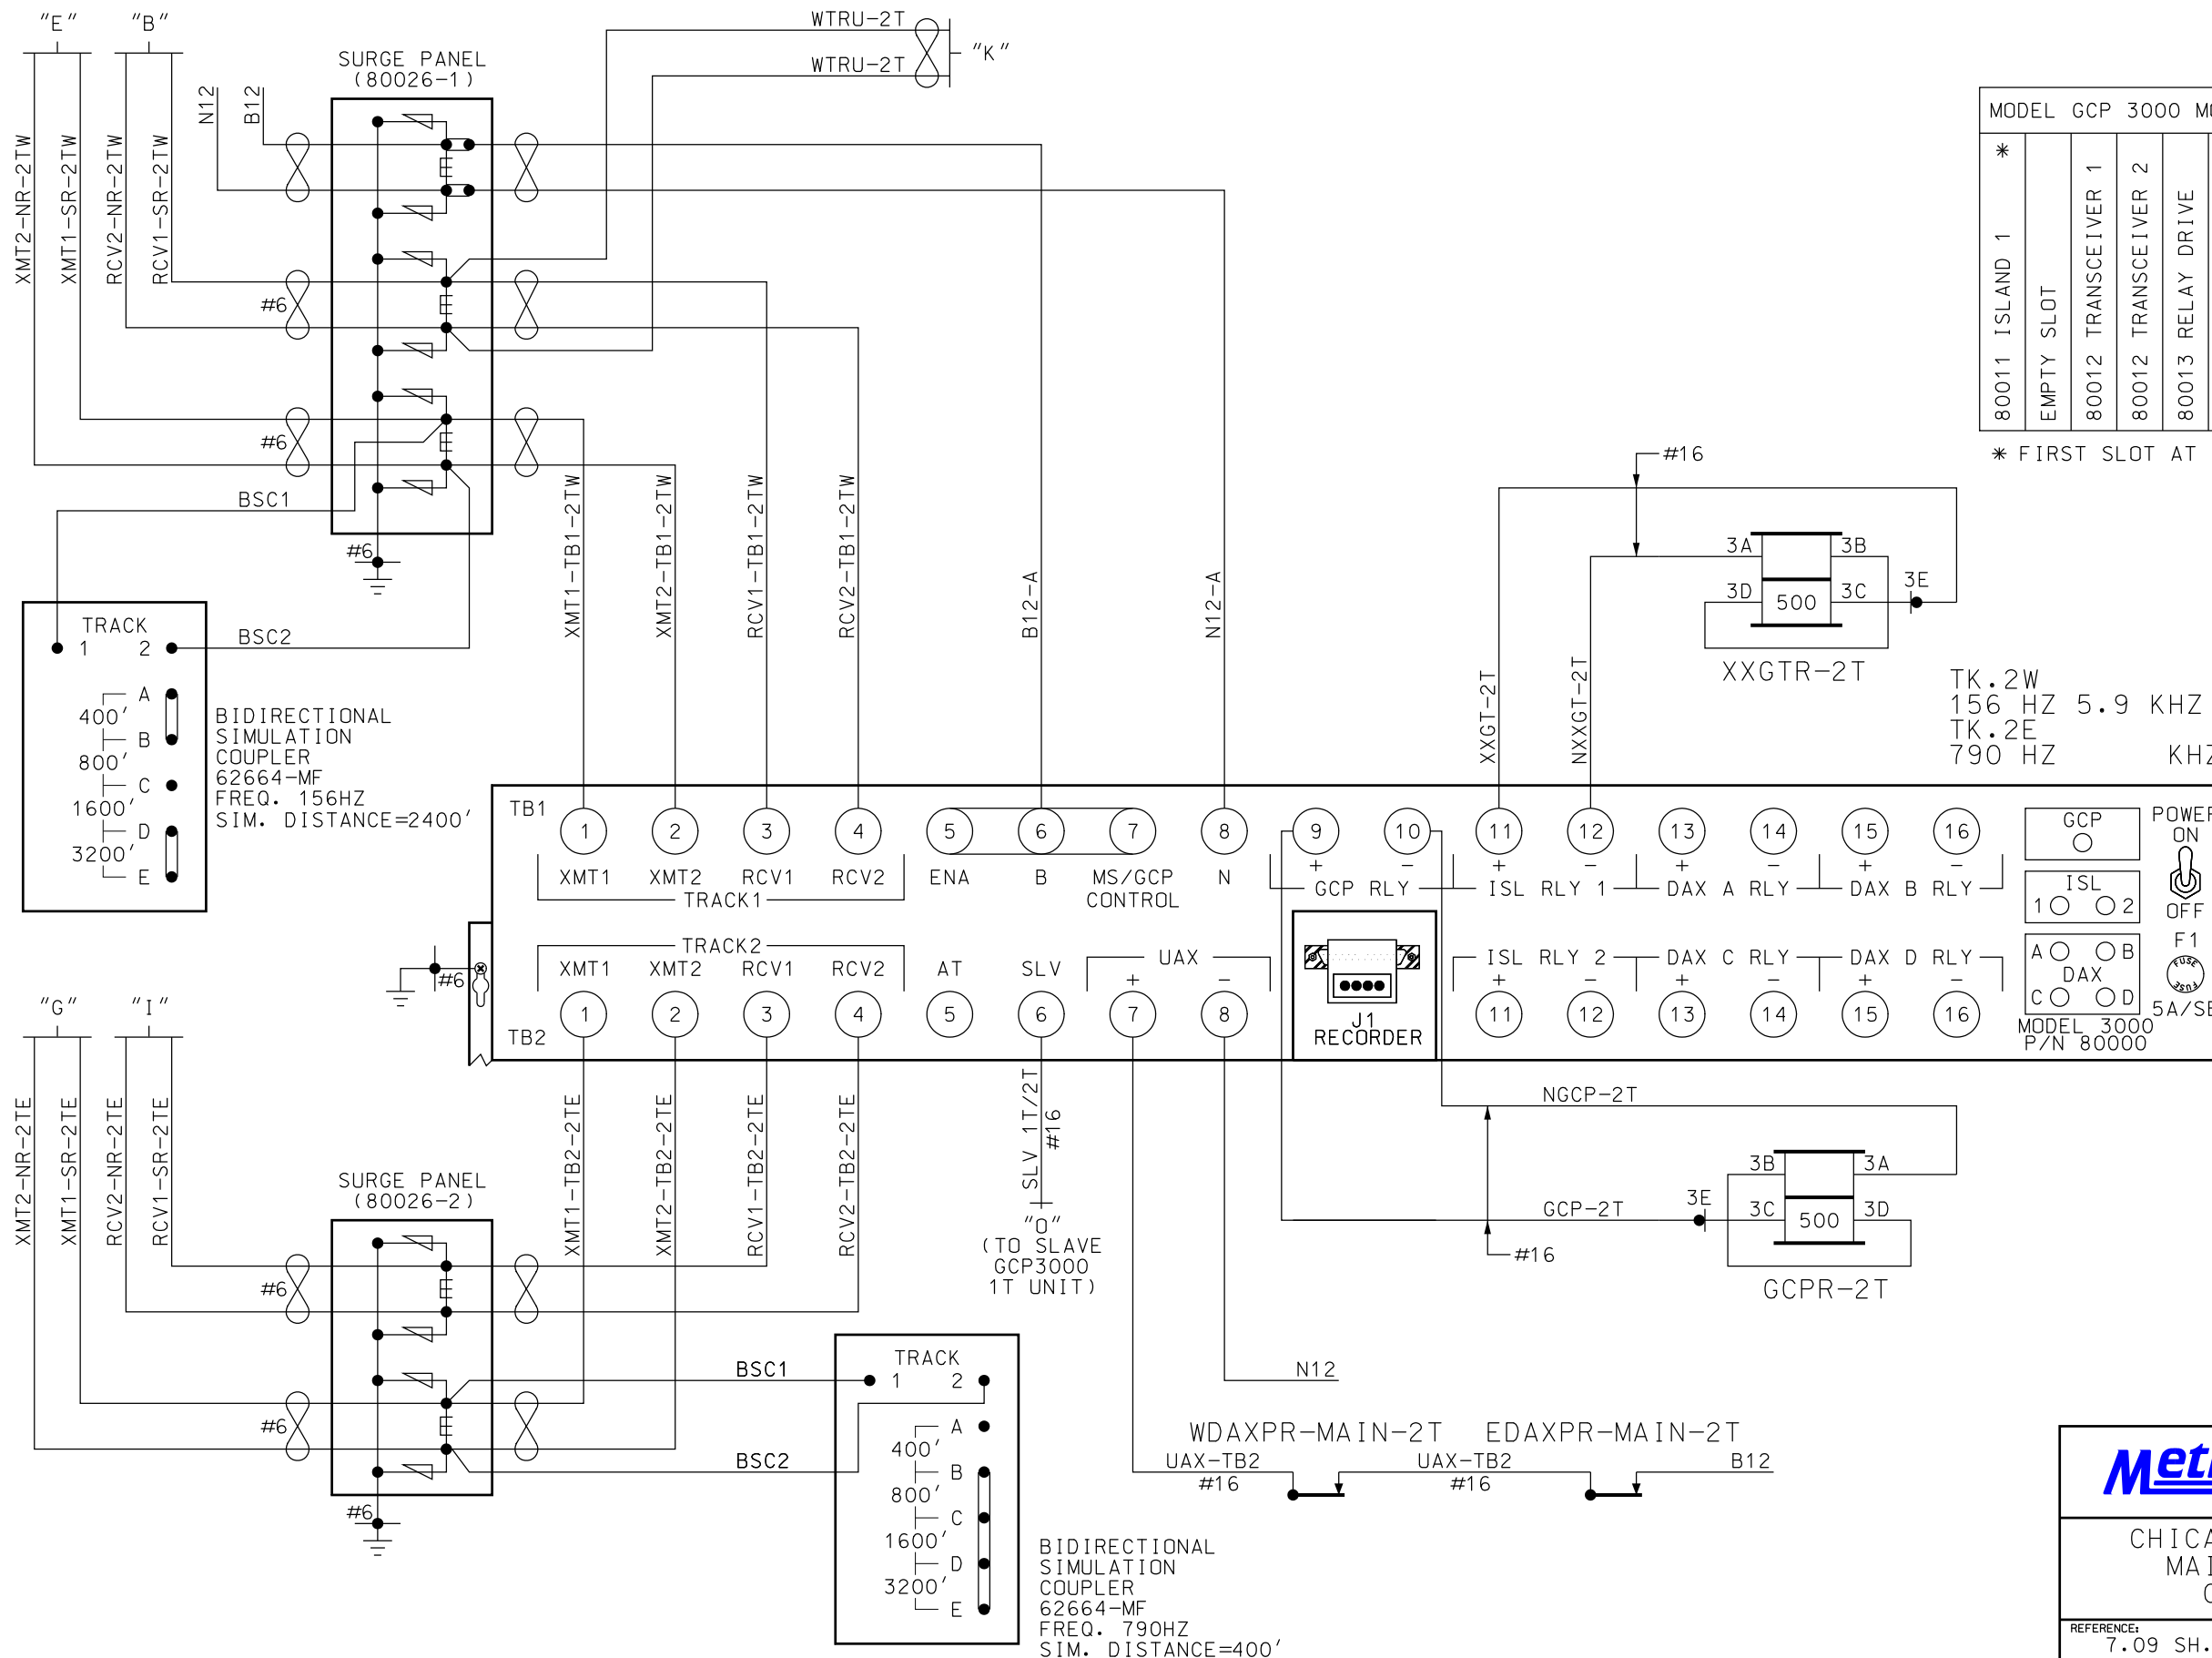 "E"
"B"
SURGE PANEL
(80026-1)
WTRU-2T
WTRU-2T
"K"
XMT2-NR-2TW
XMT1-SR-2TW
RCV2-NR-2TW
RCV1-SR-2TW
N12
B12
E
#6
E
#6
E
BSC1
#6
BSC2
TRACK
1 2
A
400'
B
800'
C
1600'
D
3200'
E
BIDIRECTIONAL
SIMULATION
COUPLER
62664-MF
FREQ. 156HZ
SIM. DISTANCE=2400'
XMT1-TB1-2TW
XMT2-TB1-2TW
RCV1-TB1-2TW
RCV2-TB1-2TW
B12-A
N12-A
MODEL GCP 3000
80011 ISLAND 1 *
EMPTY SLOT
80012 TRANSCEIVER 1
80012 TRANSCEIVER 2
80013 RELAY DRIVE
* FIRST SLOT AT
#16
3A 3B
3D 500 3C
3E
XXGTR-2T
XXGT-2T
NXXGT-2T
TK.2W
156 HZ 5.9 KHZ
TK.2E
790 HZ KHZ
TB1
1 2 3 4 5 6 7 8 9 10 11 12 13 14 15 16
XMT1 XMT2 RCV1 RCV2 ENA B MS/GCP CONTROL N
TRACK1
+ - + - + - + -
GCP RLY ISL RLY 1 DAX A RLY DAX B RLY
GCP
ISL
1 2
A B
DAX
C D
MODEL 3000
P/N 80000
POWER
ON
OFF
F1
FUSE
FUSE
TRACK2
XMT1 XMT2 RCV1 RCV2 AT SLV
UAX
+ -
ISL RLY 2 DAX C RLY DAX D RLY
+ - + - + -
TB2
1 2 3 4 5 6 7 8 11 12 13 14 15 16
J1
RECORDER
#6
"G"
"I"
XMT2-NR-2TE
XMT1-SR-2TE
RCV2-NR-2TE
RCV1-SR-2TE
SURGE PANEL
(80026-2)
#6
E
#6
E
#6
XMT1-TB2-2TE
XMT2-TB2-2TE
RCV1-TB2-2TE
RCV2-TB2-2TE
SLV 1T/2T
#16
"O"
(TO SLAVE
GCP3000
1T UNIT)
NGCP-2T
GCP-2T
#16
3B 3A
3E
3C 500 3D
GCPR-2T
BSC1
BSC2
TRACK
1 2
A
400'
B
800'
C
1600'
D
3200'
E
BIDIRECTIONAL
SIMULATION
COUPLER
62664-MF
FREQ. 790HZ
SIM. DISTANCE=400'
N12
WDAXPR-MAIN-2T EDAXPR-MAIN-2T
UAX-TB2
#16
UAX-TB2
#16
B12
REFERENCE:
7.09 SH.